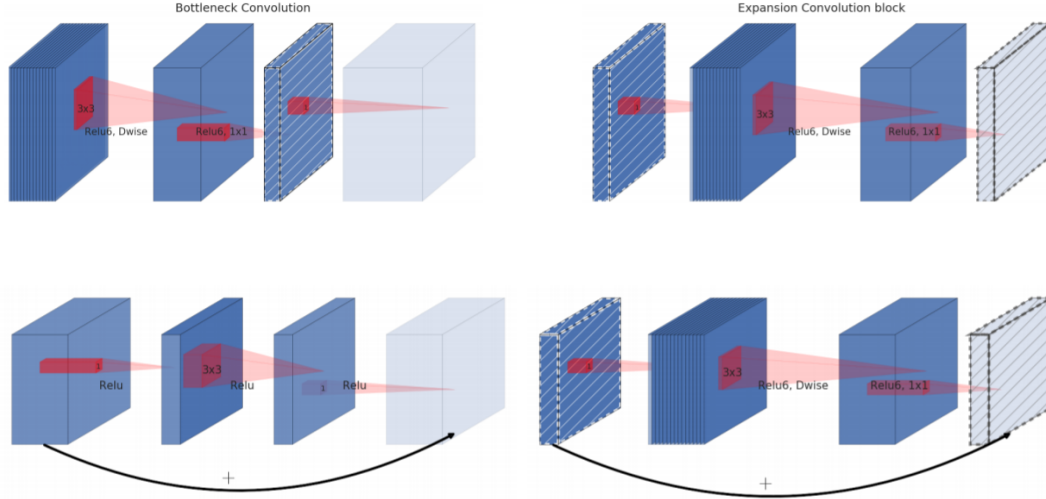 Bottleneck Convolution
Expansion Convolution block
3x3
Relu6, Dwise
Relu6, 1x1
1
1
3x3
Relu6, Dwise
Relu6, 1x1
1
Relu
3x3
Relu
1
Relu
+
1
3x3
Relu6, Dwise
Relu6, 1x1
+